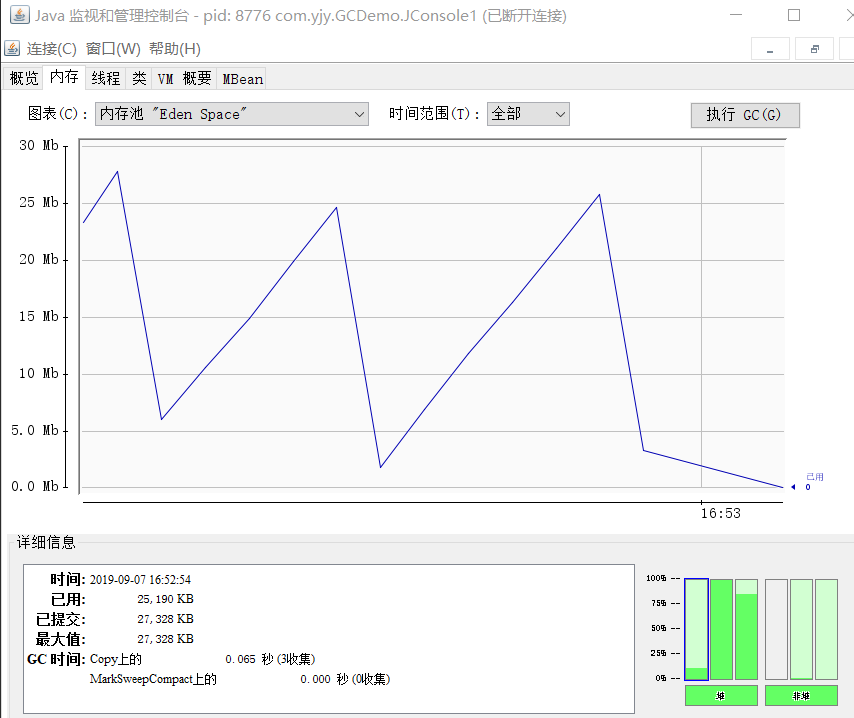 Java 监视和管理控制台 - pid: 8776 com.yjy.GCDemo.JConsole1 (已断开连接)
连接(C) 窗口(W) 帮助(H)
概览 内存 线程 类 VM 概要 MBean
图表(C): 内存池 "Eden Space" 时间范围(T): 全部 执行 GC(G)
30 Mb
25 Mb
20 Mb
15 Mb
10 Mb
5.0 Mb
0.0 Mb
已用
0
16:53
详细信息
时间: 2019-09-07 16:52:54
已用: 25,190 KB
已提交: 27,328 KB
最大值: 27,328 KB
GC 时间: Copy上的 0.065 秒 (3收集)
MarkSweepCompact上的 0.000 秒 (0收集)
100% --
75% --
50% --
25% --
0% --
堆 非堆